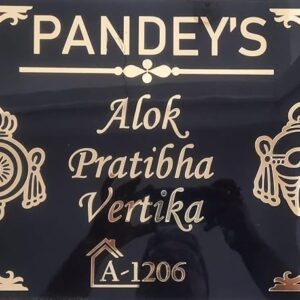 PANDEY'S
Alok
Pratibha
Vertika
A-1206